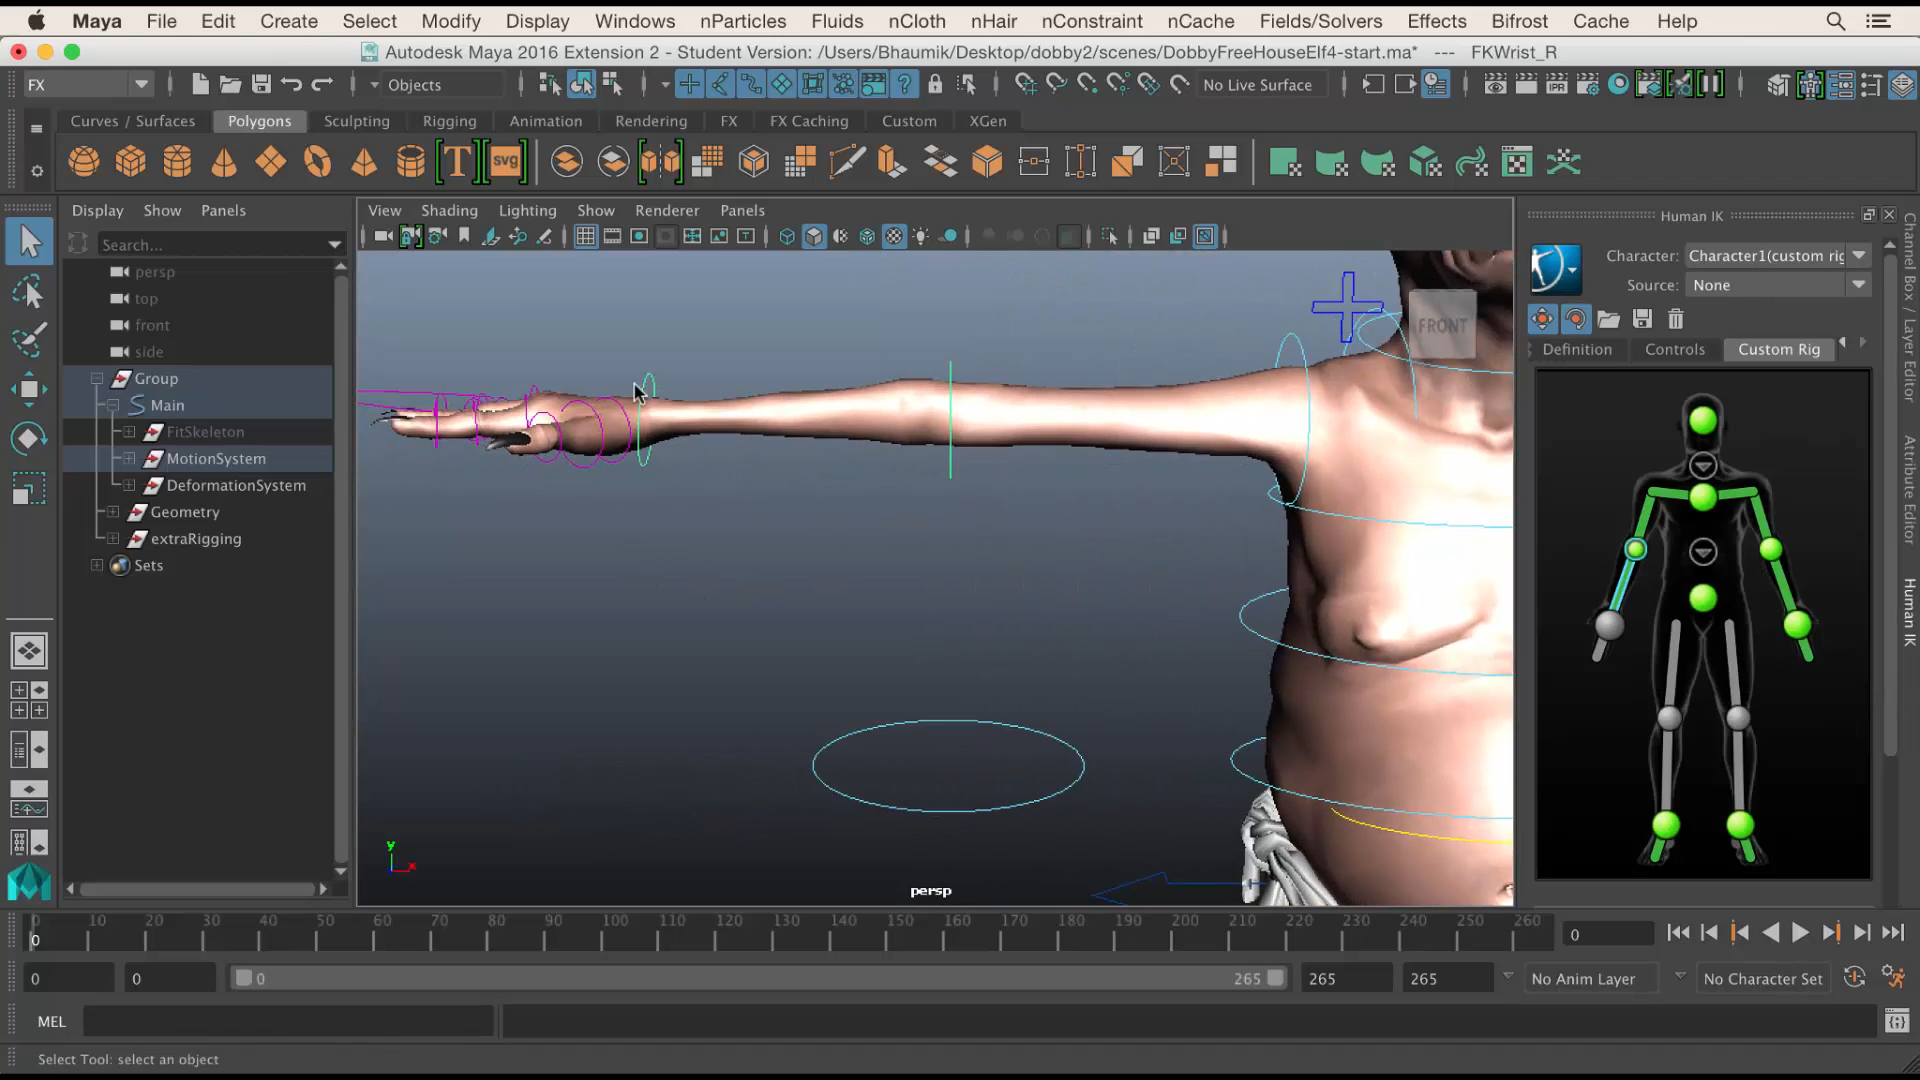 Maya File Edit Create Select Modify Display Windows nParticles Fluids nCloth nHair nConstraint nCache Fields/Solvers Effects Bifrost Cache Help
Autodesk Maya 2016 Extension 2 - Student Version: /Users/Bhaumik/Desktop/dobby2/scenes/DobbyFreeHouseElf4-start.ma* --- FKWrist_R
FX Objects No Live Surface IPR
Curves / Surfaces Polygons Sculpting Rigging Animation Rendering FX FX Caching Custom XGen
T svg
Display Show Panels
View Shading Lighting Show Renderer Panels
Human IK
Search...
Character: Character1(custom rig
Source: None
Definition Controls Custom Rig
persp
top
front
side
Group
Main
FitSkeleton
MotionSystem
DeformationSystem
Geometry
extraRigging
Sets
FRONT
y
x
persp
Channel Box / Layer Editor
Attribute Editor
Human IK
0 10 20 30 40 50 60 70 80 90 100 110 120 130 140 150 160 170 180 190 200 210 220 230 240 250 260
0
0
0 0 0 265 265 265 No Anim Layer No Character Set
MEL
Select Tool: select an object